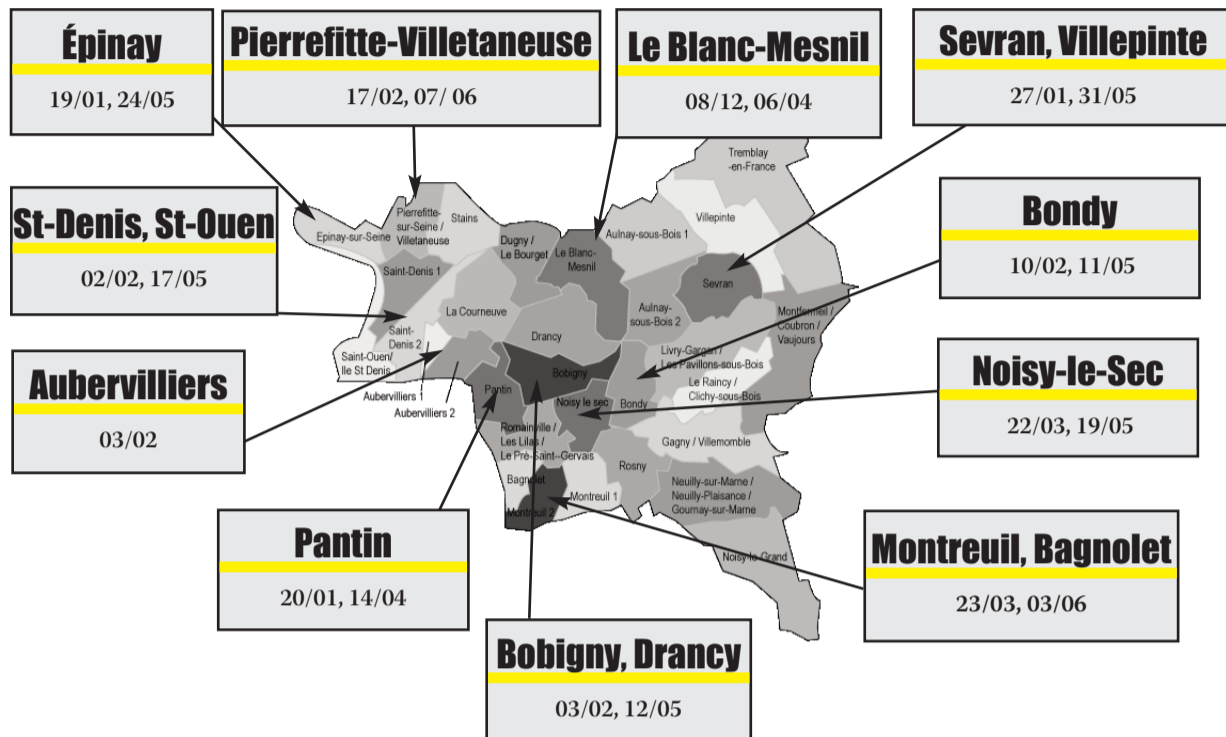 Épinay
19/01, 24/05
Pierrefitte-Villetaneuse
17/02, 07/ 06
Le Blanc-Mesnil
08/12, 06/04
Sevran, Villepinte
27/01, 31/05
St-Denis, St-Ouen
02/02, 17/05
Bondy
10/02, 11/05
Aubervilliers
03/02
Noisy-le-Sec
22/03, 19/05
Pantin
20/01, 14/04
Montreuil, Bagnolet
23/03, 03/06
Bobigny, Drancy
03/02, 12/05
Tremblay
-en-France
Villepinte
Epinay-sur-Seine
Pierrefitte-
sur-Seine /
Villetaneuse
Stains
Dugny /
Le Bourget
Le Blanc-
Mesnil
Aulnay-sous-Bois 1
Saint-Denis 1
Sevran
La Courneuve
Aulnay-
sous-Bois 2
Montfermeil /
Coubron /
Vaujours
Saint-
Denis 2
Drancy
Saint-Ouen/
Ile St Denis
Livry-Gargan /
Les Pavillons-sous-Bois
Bobigny
Le Raincy /
Clichy-sous-Bois
Pantin
Aubervilliers 1
Aubervilliers 2
Noisy le sec
Bondy
Romainville /
Les Lilas /
Le Pré-Saint--Gervais
Gagny / Villemomble
Rosny
Bagnolet
Montreuil 1
Montreuil 2
Neuilly-sur-Marne /
Neuilly-Plaisance /
Gournay-sur-Marne
Noisy-le-Grand